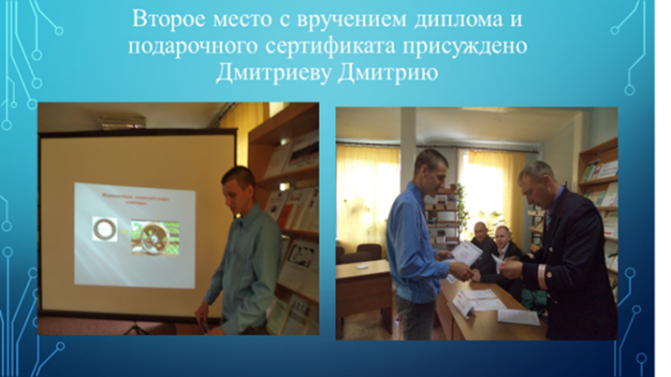 Второе место с вручением диплома и
подарочного сертификата присуждено
Дмитриеву Дмитрию